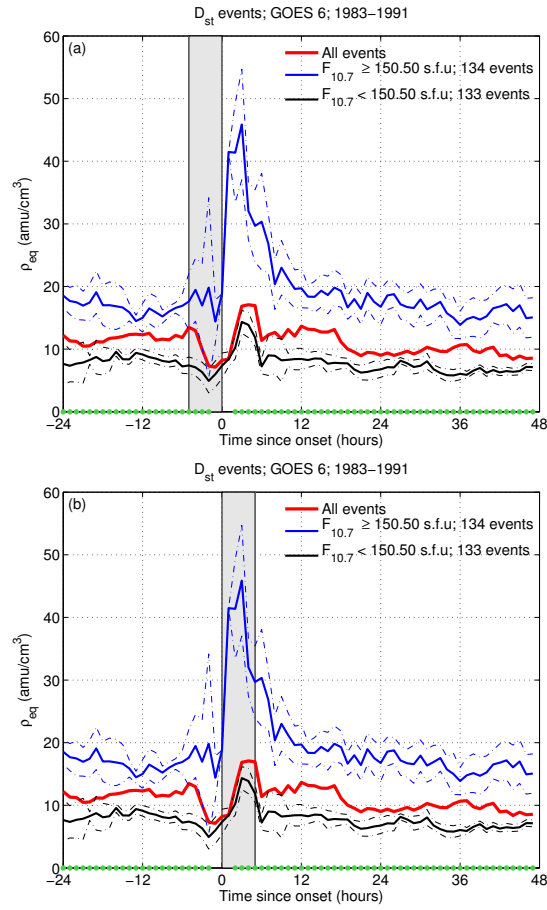 D_st events; GOES 6; 1983−1991
(a)
All events
F_10.7 ≥ 150.50 s.f.u; 134 events
F_10.7 < 150.50 s.f.u; 133 events
60
50
40
30
20
10
0
ρ_eq (amu/cm³)
−24 −12 0 12 24 36 48
Time since onset (hours)
D_st events; GOES 6; 1983−1991
(b)
All events
F_10.7 ≥ 150.50 s.f.u; 134 events
F_10.7 < 150.50 s.f.u; 133 events
60
50
40
30
20
10
0
ρ_eq (amu/cm³)
−24 −12 0 12 24 36 48
Time since onset (hours)